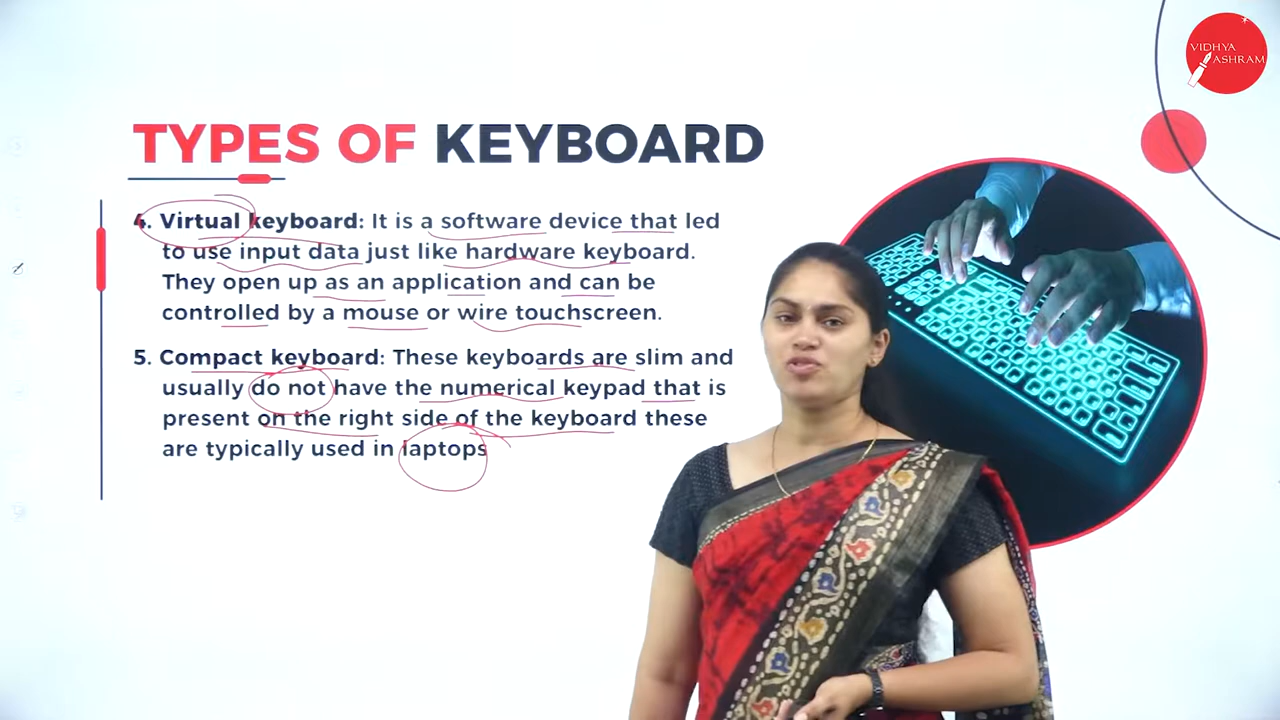 VIDHYA
ASHRAM
TYPES OF KEYBOARD
4. Virtual keyboard: It is a software device that led
to use input data just like hardware keyboard.
They open up as an application and can be
controlled by a mouse or wire touchscreen.
5. Compact keyboard: These keyboards are slim and
usually do not have the numerical keypad that is
present on the right side of the keyboard these
are typically used in laptops